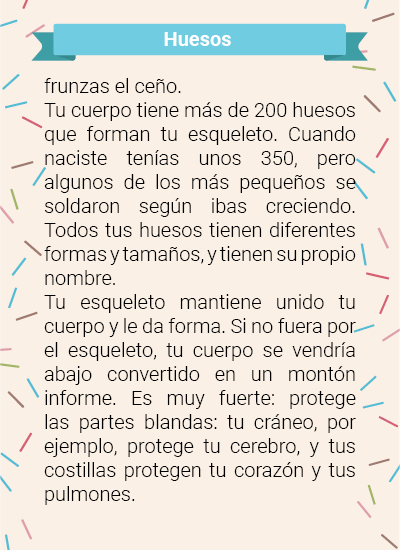 Huesos
frunzas el ceño.
Tu cuerpo tiene más de 200 huesos
que forman tu esqueleto. Cuando
naciste tenías unos 350, pero
algunos de los más pequeños se
soldaron según ibas creciendo.
Todos tus huesos tienen diferentes
formas y tamaños, y tienen su propio
nombre.
Tu esqueleto mantiene unido tu
cuerpo y le da forma. Si no fuera por
el esqueleto, tu cuerpo se vendría
abajo convertido en un montón
informe. Es muy fuerte: protege
las partes blandas: tu cráneo, por
ejemplo, protege tu cerebro, y tus
costillas protegen tu corazón y tus
pulmones.